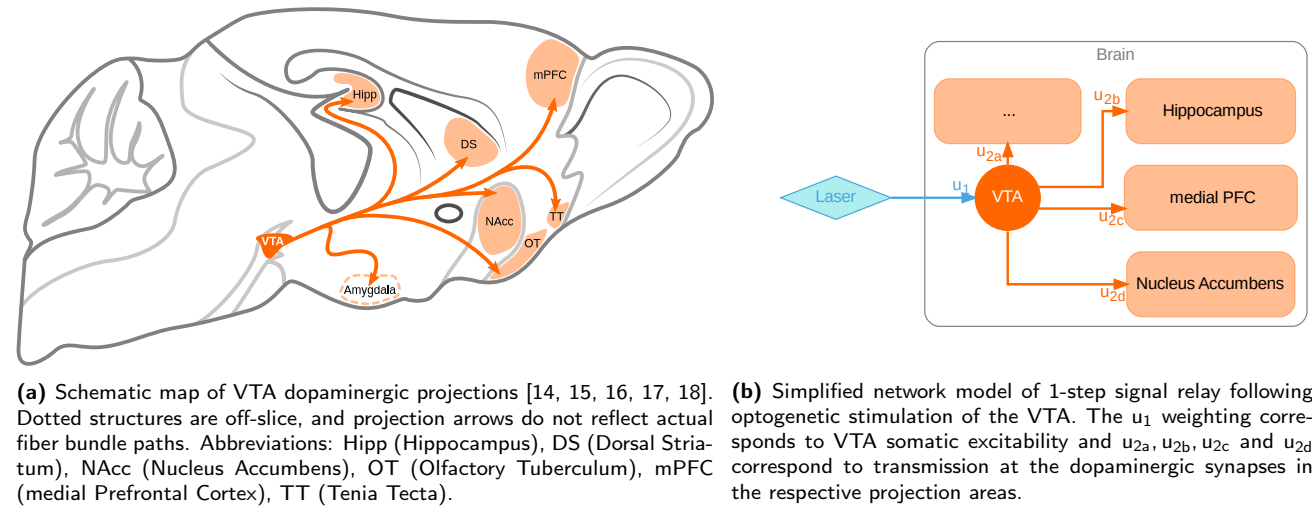 mPFC
Hipp
DS
NAcc
TT
OT
VTA
Amygdala
(a) Schematic map of VTA dopaminergic projections [14, 15, 16, 17, 18].
Dotted structures are off-slice, and projection arrows do not reflect actual
fiber bundle paths. Abbreviations: Hipp (Hippocampus), DS (Dorsal Stria-
tum), NAcc (Nucleus Accumbens), OT (Olfactory Tuberculum), mPFC
(medial Prefrontal Cortex), TT (Tenia Tecta).
Brain
...
u2b
Hippocampus
u2a
Laser
u1
VTA
medial PFC
u2c
Nucleus Accumbens
u2d
(b) Simplified network model of 1-step signal relay following
optogenetic stimulation of the VTA. The u1 weighting corre-
sponds to VTA somatic excitability and u2a, u2b, u2c and u2d
correspond to transmission at the dopaminergic synapses in
the respective projection areas.